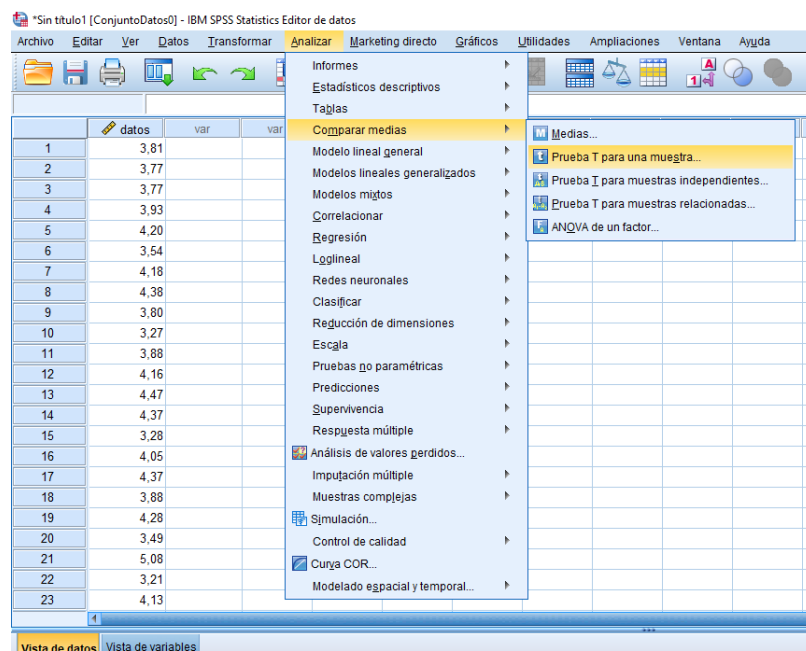 *Sin título1 [ConjuntoDatos0] - IBM SPSS Statistics Editor de datos
Archivo Editar Ver Datos Transformar Analizar Marketing directo Gráficos Utilidades Ampliaciones Ventana Ayuda
datos var var
1 3,81
2 3,77
3 3,77
4 3,93
5 4,20
6 3,54
7 4,18
8 4,38
9 3,80
10 3,27
11 3,88
12 4,16
13 4,47
14 4,37
15 3,28
16 4,05
17 4,37
18 3,88
19 4,28
20 3,49
21 5,08
22 3,21
23 4,13
Informes
Estadísticos descriptivos
Tablas
Comparar medias
Modelo lineal general
Modelos lineales generalizados
Modelos mixtos
Correlacionar
Regresión
Loglineal
Redes neuronales
Clasificar
Reducción de dimensiones
Escala
Pruebas no paramétricas
Predicciones
Supervivencia
Respuesta múltiple
Análisis de valores perdidos...
Imputación múltiple
Muestras complejas
Simulación...
Control de calidad
Curva COR...
Modelado espacial y temporal...
M Medias...
t Prueba T para una muestra...
Prueba T para muestras independientes...
Prueba T para muestras relacionadas...
ANOVA de un factor...
A
1
Vista de datos Vista de variables